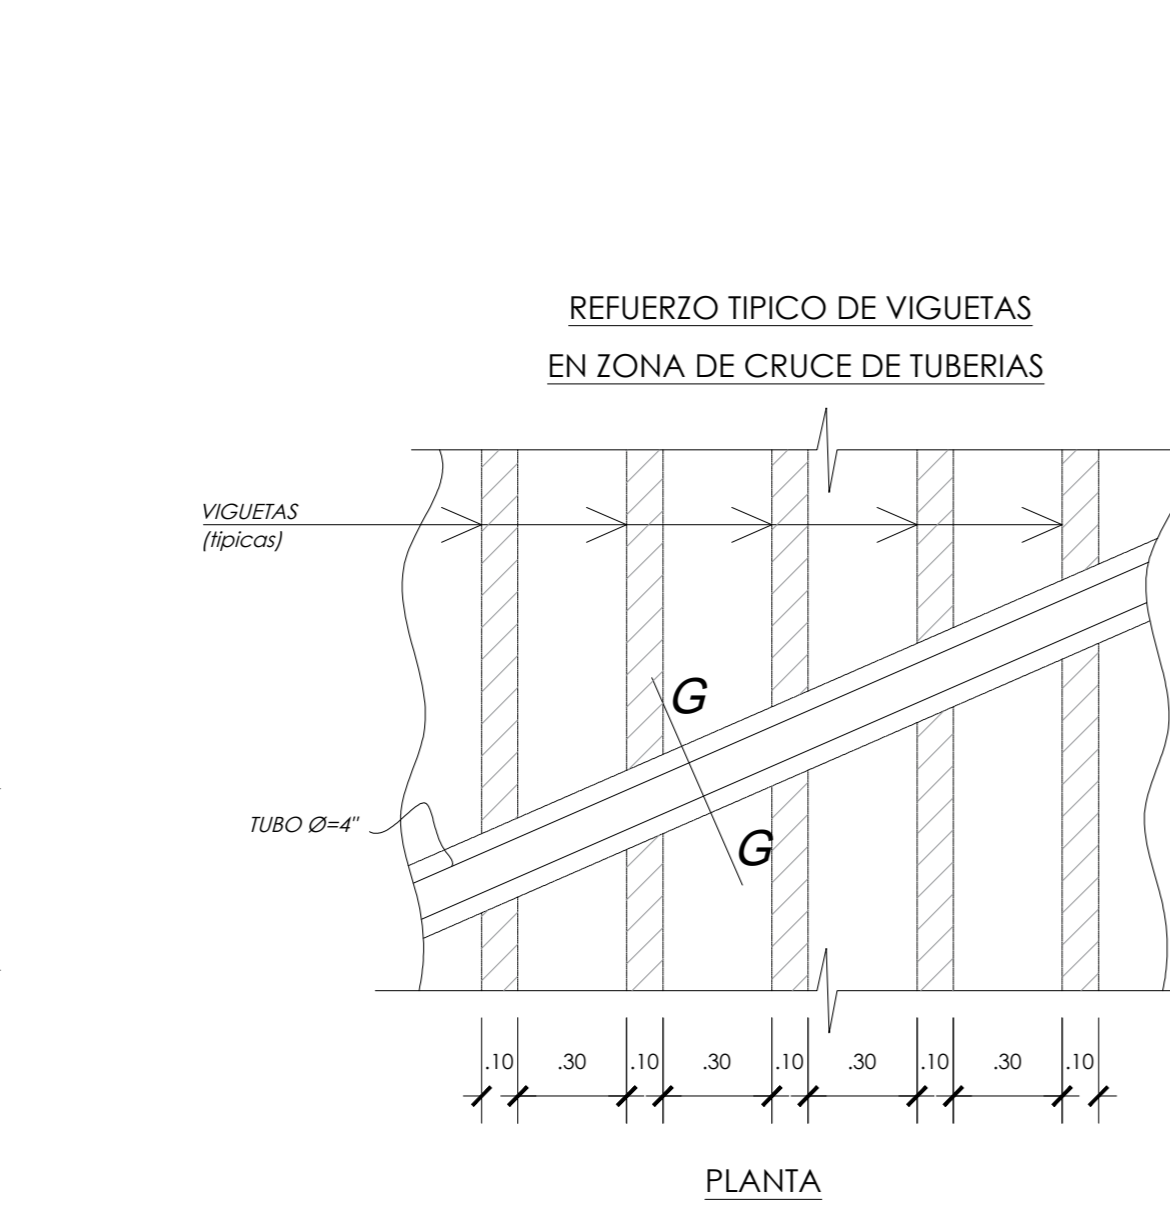 REFUERZO TIPICO DE VIGUETAS
EN ZONA DE CRUCE DE TUBERIAS
VIGUETAS
(tipicas)
G
TUBO Ø=4"
G
.10 .30 .10 .30 .10 .30 .10 .30 .10
PLANTA